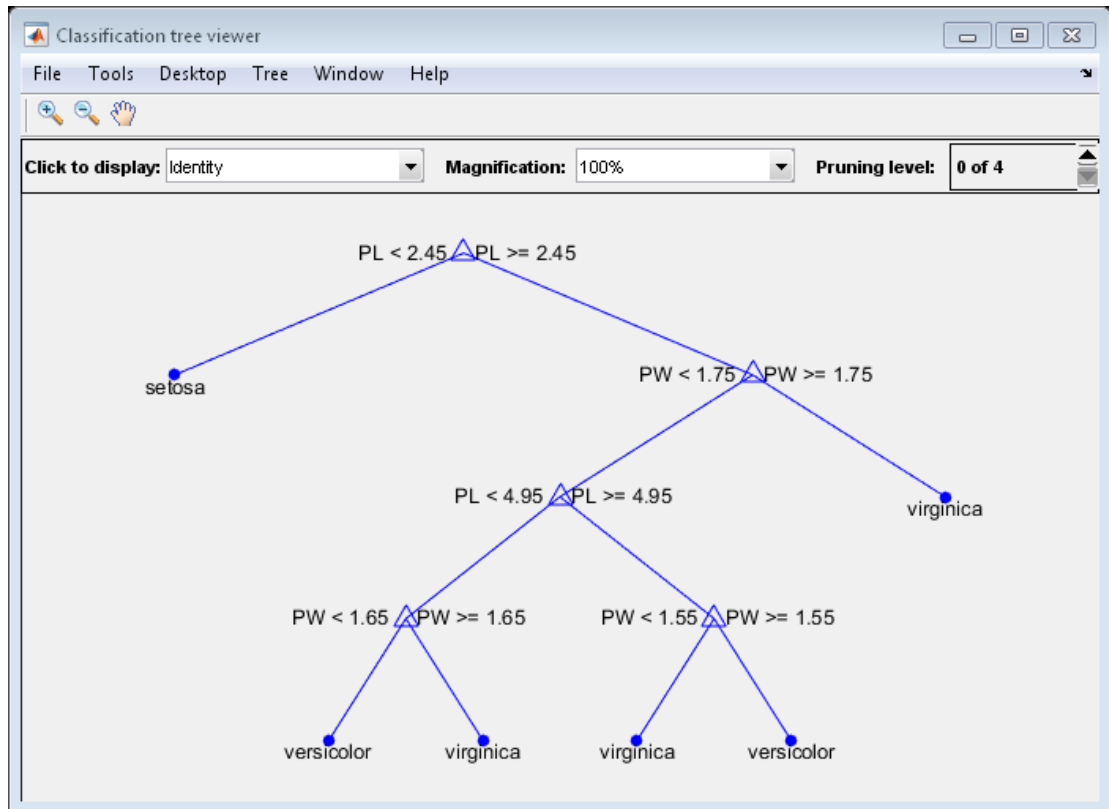 Classification tree viewer
File Tools Desktop Tree Window Help
Click to display: Identity Magnification: 100% Pruning level: 0 of 4
PL < 2.45 PL >= 2.45
setosa
PW < 1.75 PW >= 1.75
PL < 4.95 PL >= 4.95
virginica
PW < 1.65 PW >= 1.65
PW < 1.55 PW >= 1.55
versicolor
virginica
virginica
versicolor